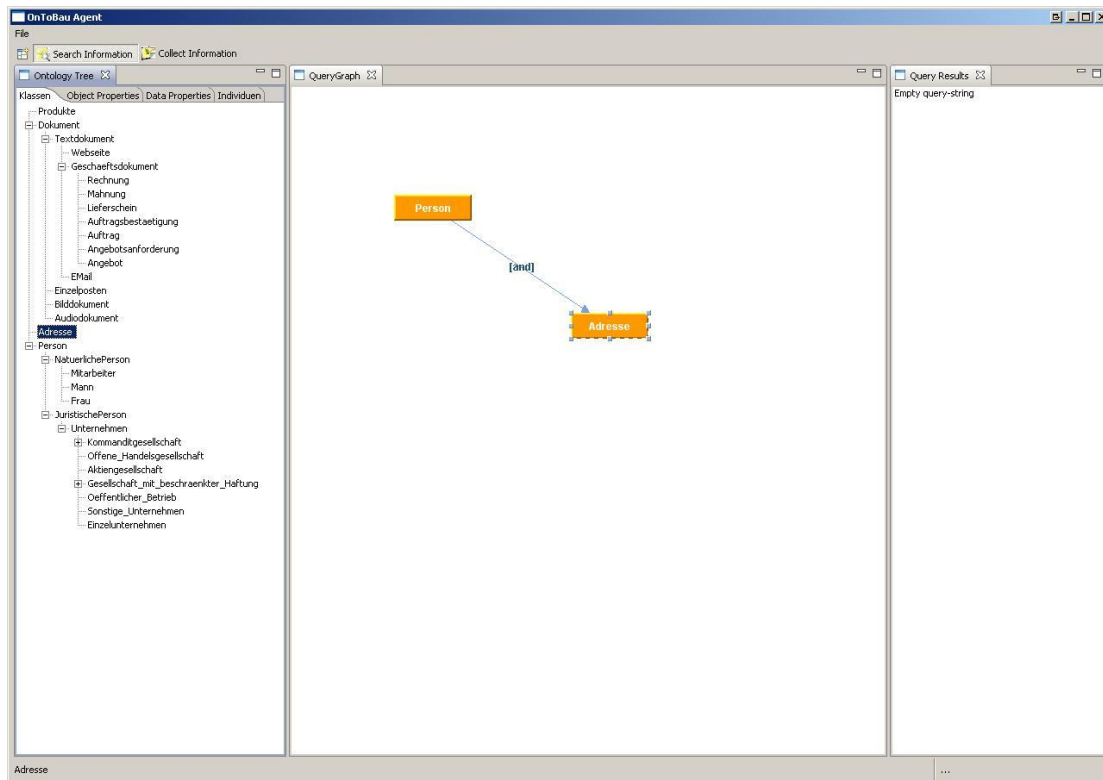 OnToBau Agent
File
Search Information Collect Information
Ontology Tree
Klassen Object Properties Data Properties Individuen
Produkte
Dokument
Textdokument
Webseite
Geschaeftsdokument
Rechnung
Mahnung
Lieferschein
Auftragsbestaetigung
Auftrag
Angebotsanforderung
Angebot
EMail
Einzelposten
Bilddokument
Audiodokument
Adresse
Person
NatuerlichePerson
Mitarbeiter
Mann
Frau
JuristischePerson
Unternehmen
Kommanditgesellschaft
Offene_Handelsgesellschaft
Aktiengesellschaft
Gesellschaft_mit_beschraenkter_Haftung
Oeffentlicher_Betrieb
Sonstige_Unternehmen
Einzelunternehmen
QueryGraph
Person
[and]
Adresse
Query Results
Empty query-string
Adresse
...